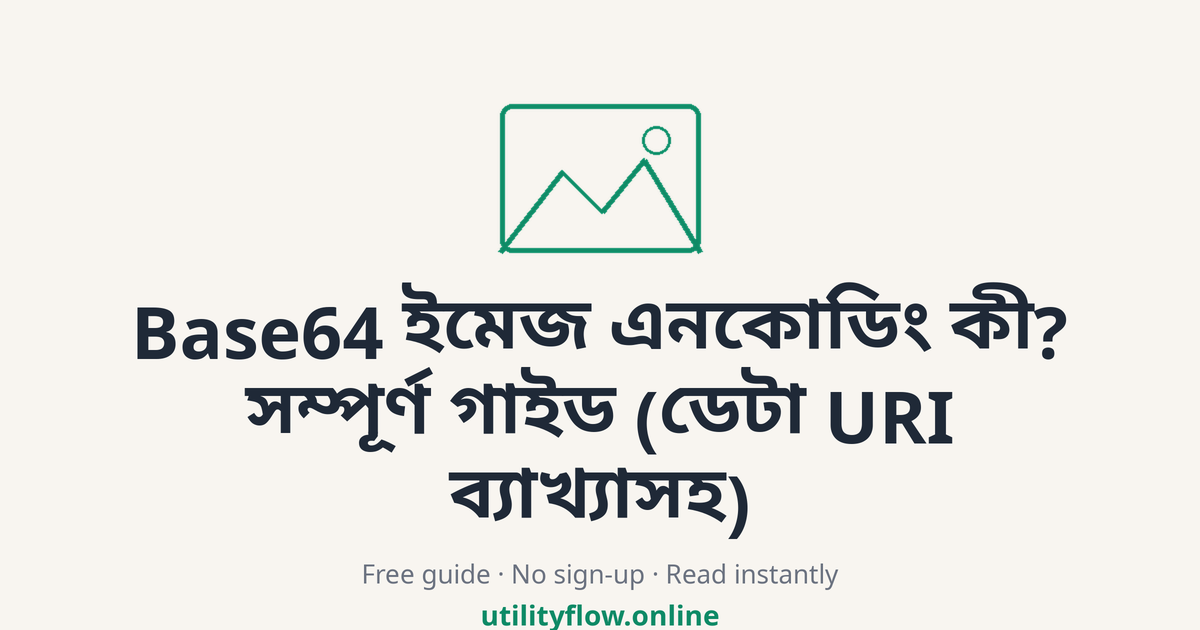 Base64 ইমেজ এনকোডিং কী?
সম্পূর্ণ গাইড (ডেটা URI
ব্যাখ্যাসহ)
Free guide · No sign-up · Read instantly
utilityflow.online